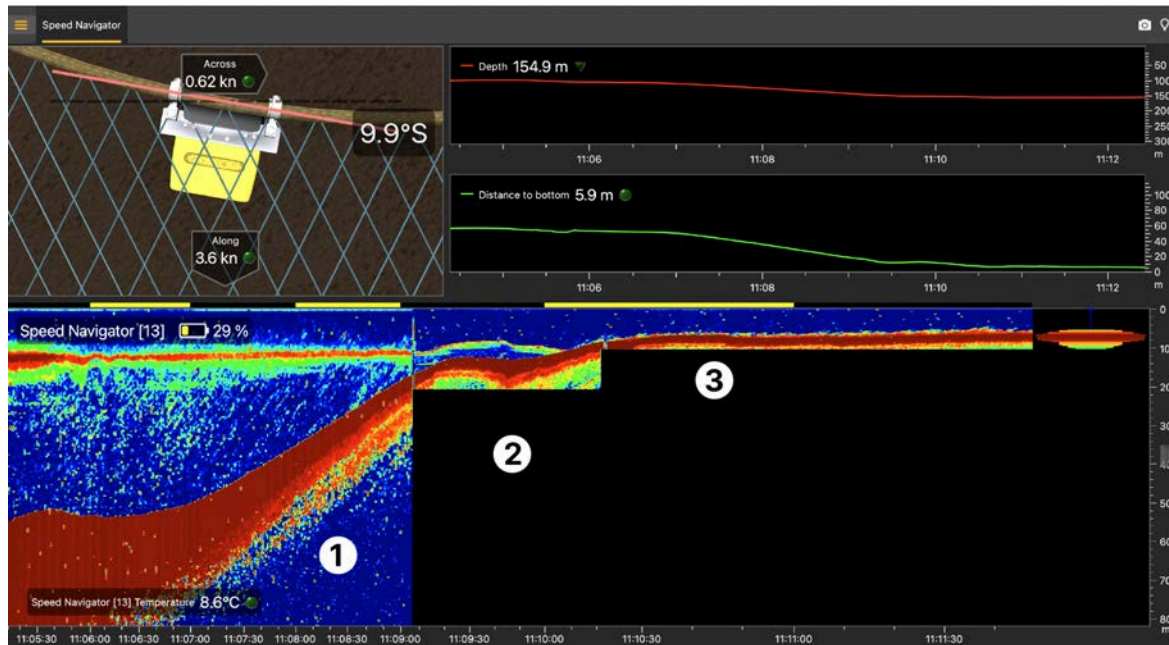 Speed Navigator
Across
0.62 kn
9.9°S
Along
3.6 kn
Depth 154.9 m
50
100
150
200
250
300
m
11:06 11:08 11:10 11:12
Distance to bottom 5.9 m
100
80
60
40
20
0
m
11:06 11:08 11:10 11:12
Speed Navigator [13] 29 %
0
10
20
30
40
50
60
70
80
m
1
2
3
Speed Navigator [13] Temperature 8.6°C
11:05:30 11:06:00 11:06:30 11:07:00 11:07:30 11:08:00 11:08:30 11:09:00 11:09:30 11:10:00 11:10:30 11:11:00 11:11:30